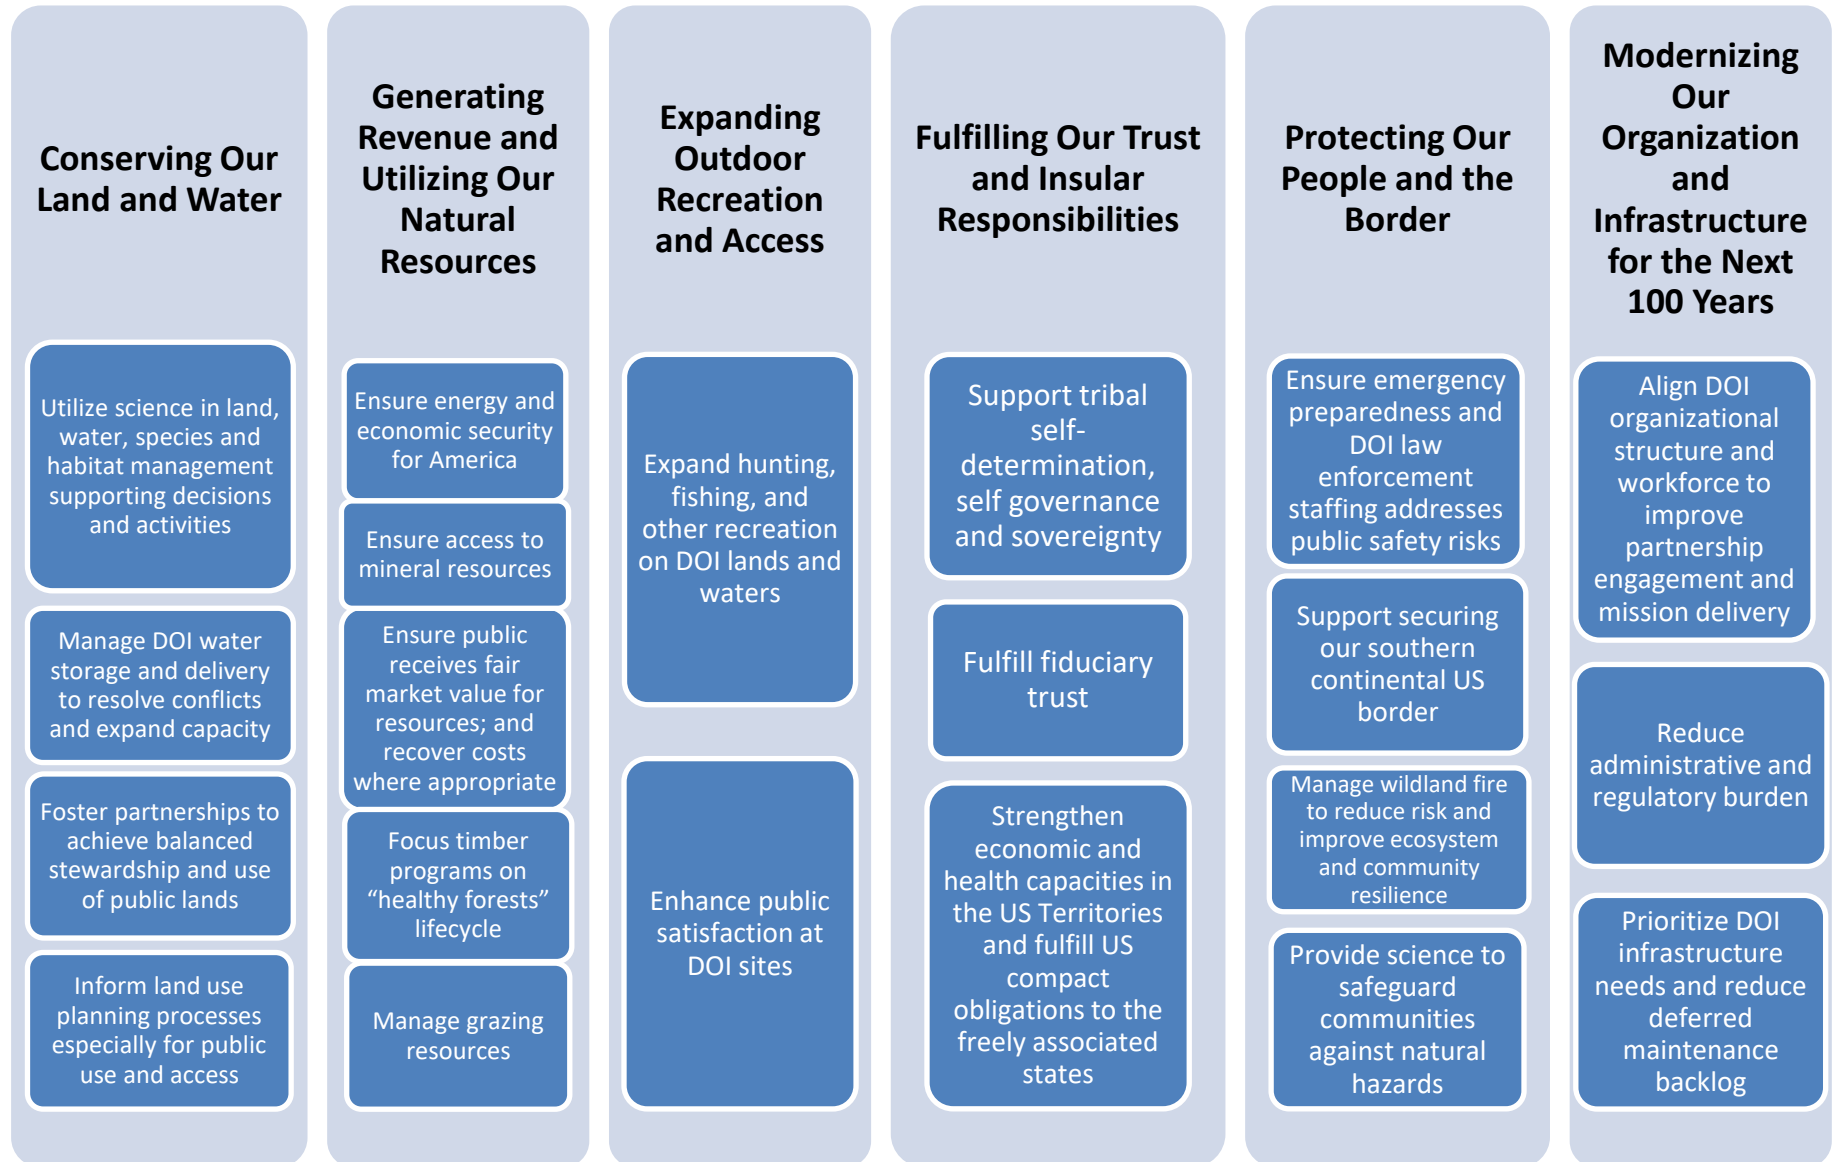 Conserving Our
Land and Water
Utilize science in land,
water, species and
habitat management
supporting decisions
and activities
Manage DOI water
storage and delivery
to resolve conflicts
and expand capacity
Foster partnerships to
achieve balanced
stewardship and use
of public lands
Inform land use
planning processes
especially for public
use and access
Generating
Revenue and
Utilizing Our
Natural
Resources
Ensure energy and
economic security
for America
Ensure access to
mineral resources
Ensure public
receives fair
market value for
resources; and
recover costs
where appropriate
Focus timber
programs on
“healthy forests”
lifecycle
Manage grazing
resources
Expanding
Outdoor
Recreation
and Access
Expand hunting,
fishing, and
other recreation
on DOI lands and
waters
Enhance public
satisfaction at
DOI sites
Fulfilling Our Trust
and Insular
Responsibilities
Support tribal
self-
determination,
self governance
and sovereignty
Fulfill fiduciary
trust
Strengthen
economic and
health capacities in
the US Territories
and fulfill US
compact
obligations to the
freely associated
states
Protecting Our
People and the
Border
Ensure emergency
preparedness and
DOI law
enforcement
staffing addresses
public safety risks
Support securing
our southern
continental US
border
Manage wildland fire
to reduce risk and
improve ecosystem
and community
resilience
Provide science to
safeguard
communities
against natural
hazards
Modernizing
Our
Organization
and
Infrastructure
for the Next
100 Years
Align DOI
organizational
structure and
workforce to
improve
partnership
engagement and
mission delivery
Reduce
administrative and
regulatory burden
Prioritize DOI
infrastructure
needs and reduce
deferred
maintenance
backlog